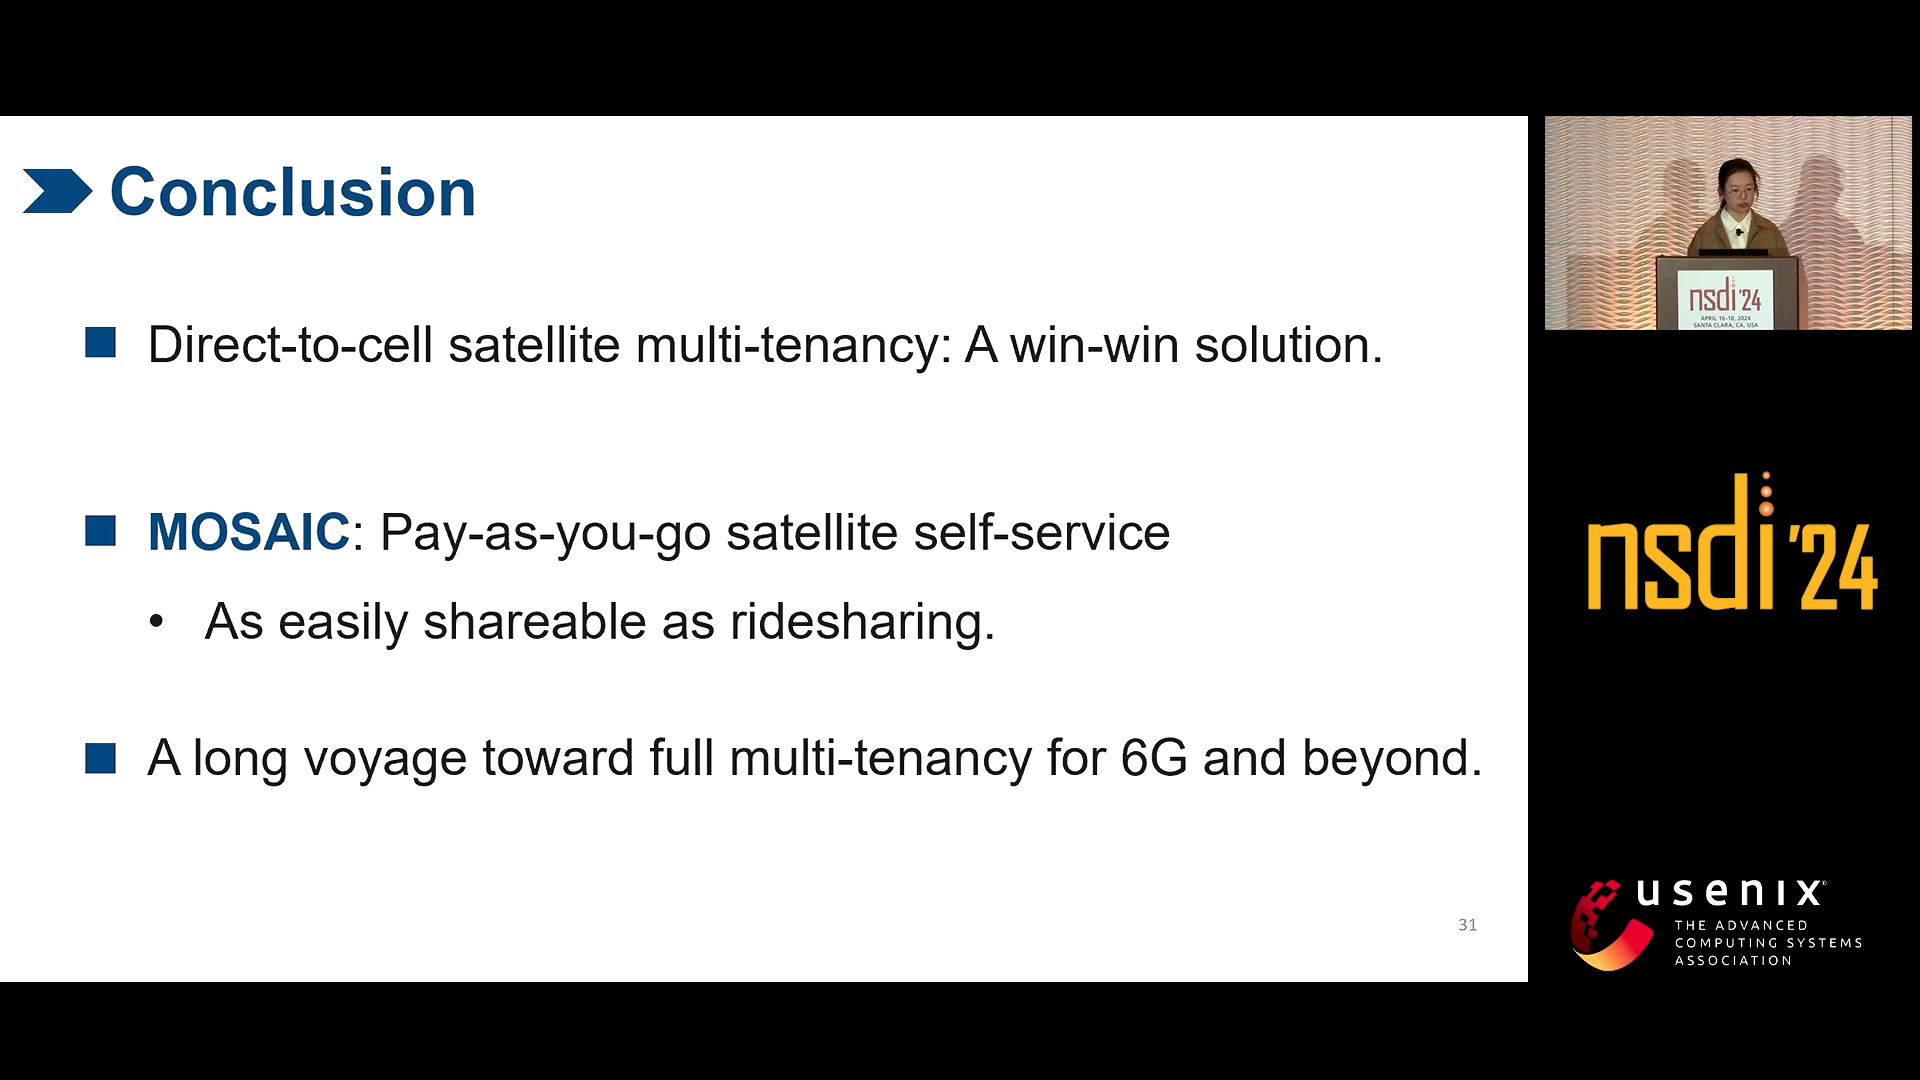 Conclusion
Direct-to-cell satellite multi-tenancy: A win-win solution.
MOSAIC: Pay-as-you-go satellite self-service
• As easily shareable as ridesharing.
A long voyage toward full multi-tenancy for 6G and beyond.
31
nsdi '24
APRIL 16–18, 2024
SANTA CLARA, CA, USA
nsdi '24
usenix®
THE ADVANCED
COMPUTING SYSTEMS
ASSOCIATION